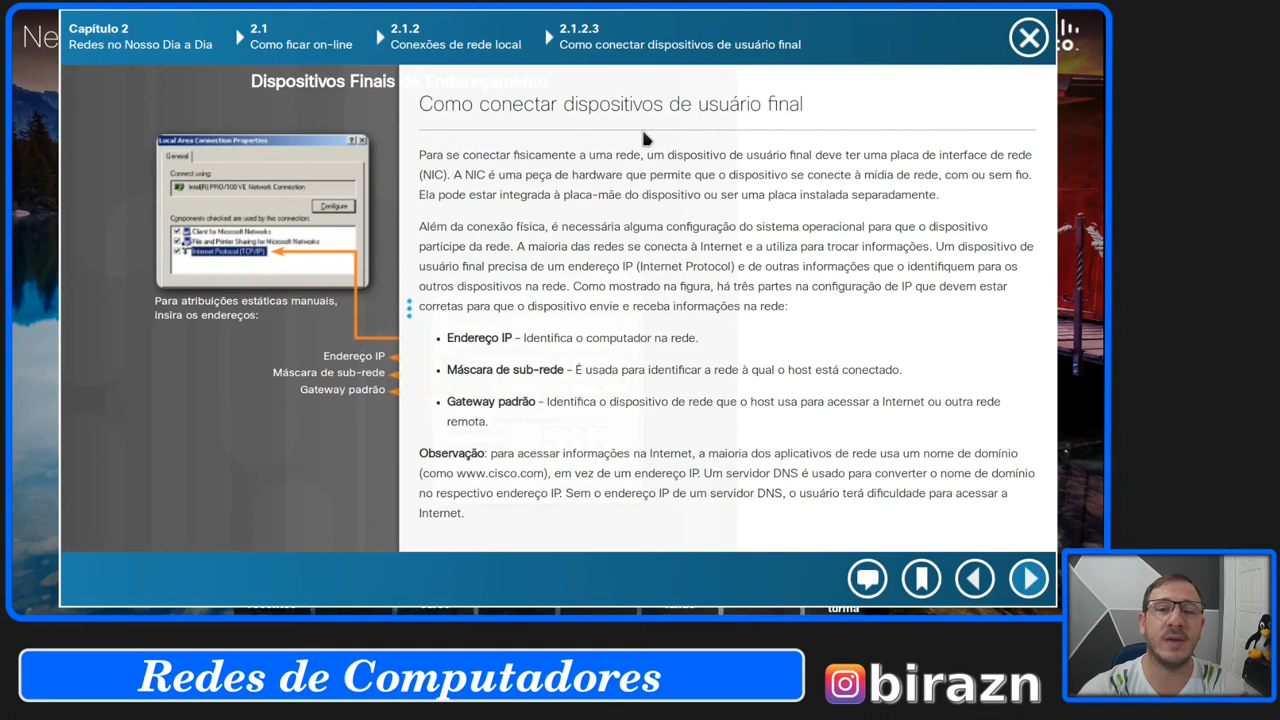 Ne
Capítulo 2
Redes no Nosso Dia a Dia
2.1
Como ficar on-line
2.1.2
Conexões de rede local
2.1.2.3
Como conectar dispositivos de usuário final
Dispositivos Finais de Endereçamento
Local Area Connection Properties
General
Connect using:
Intel(R) PRO/100 VE Network Connection
Configure
Components checked are used by this connection:
Client for Microsoft Networks
File and Printer Sharing for Microsoft Networks
Internet Protocol (TCP/IP)
Para atribuições estáticas manuais,
insira os endereços:
Endereço IP
Máscara de sub-rede
Gateway padrão
Como conectar dispositivos de usuário final
Para se conectar fisicamente a uma rede, um dispositivo de usuário final deve ter uma placa de interface de rede
(NIC). A NIC é uma peça de hardware que permite que o dispositivo se conecte à mídia de rede, com ou sem fio.
Ela pode estar integrada à placa-mãe do dispositivo ou ser uma placa instalada separadamente.
Além da conexão física, é necessária alguma configuração do sistema operacional para que o dispositivo
participe da rede. A maioria das redes se conecta à Internet e a utiliza para trocar informações. Um dispositivo de
usuário final precisa de um endereço IP (Internet Protocol) e de outras informações que o identifiquem para os
outros dispositivos na rede. Como mostrado na figura, há três partes na configuração de IP que devem estar
corretas para que o dispositivo envie e receba informações na rede:
• Endereço IP – Identifica o computador na rede.
• Máscara de sub-rede – É usada para identificar a rede à qual o host está conectado.
• Gateway padrão – Identifica o dispositivo de rede que o host usa para acessar a Internet ou outra rede
remota.
Observação: para acessar informações na Internet, a maioria dos aplicativos de rede usa um nome de domínio
(como www.cisco.com), em vez de um endereço IP. Um servidor DNS é usado para converter o nome de domínio
no respectivo endereço IP. Sem o endereço IP de um servidor DNS, o usuário terá dificuldade para acessar a
Internet.
turma
Redes de Computadores
birazn